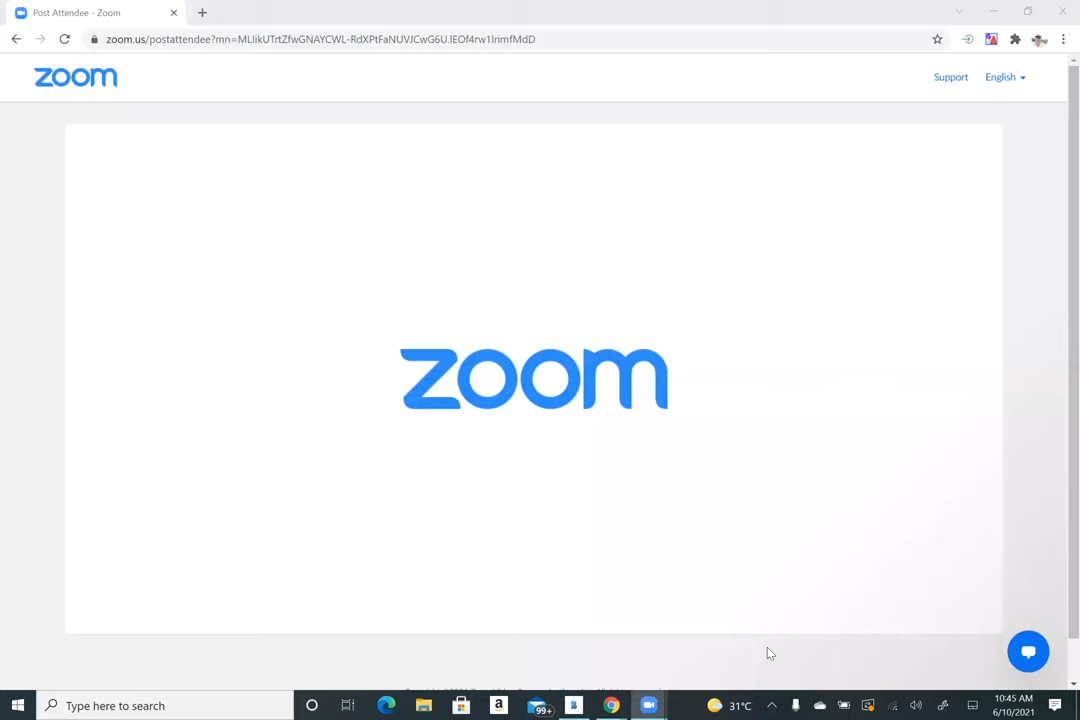 Post Attendee - Zoom
zoom.us/postattendee?mn=MLlikUTrtZfwGNAYCWL-RdXPtFaNUVJCwG6U.lEOf4rw1lrimfMdD
zoom
Support
English
zoom
Type here to search
99+
31°C
10:45 AM
6/10/2021